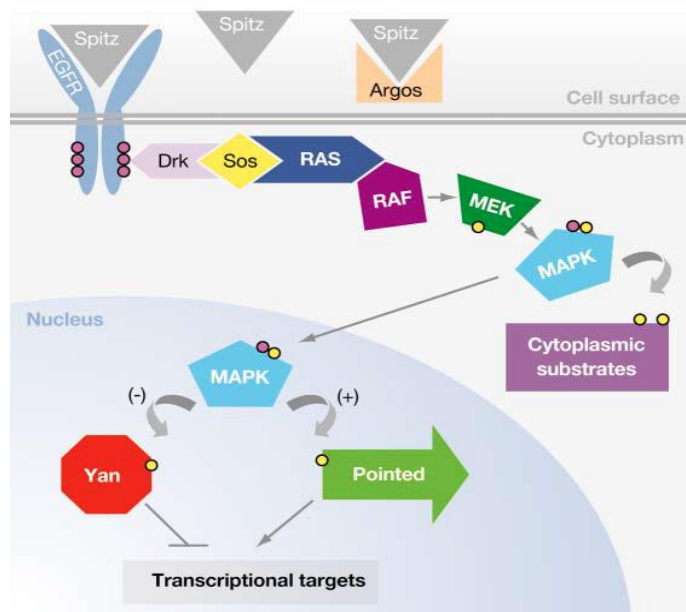 Spitz
Spitz
Spitz
EGFR
Argos
Cell surface
Cytoplasm
Drk
Sos
RAS
RAF
MEK
MAPK
Nucleus
Cytoplasmic
substrates
MAPK
(-)
(+)
Yan
Pointed
Transcriptional targets